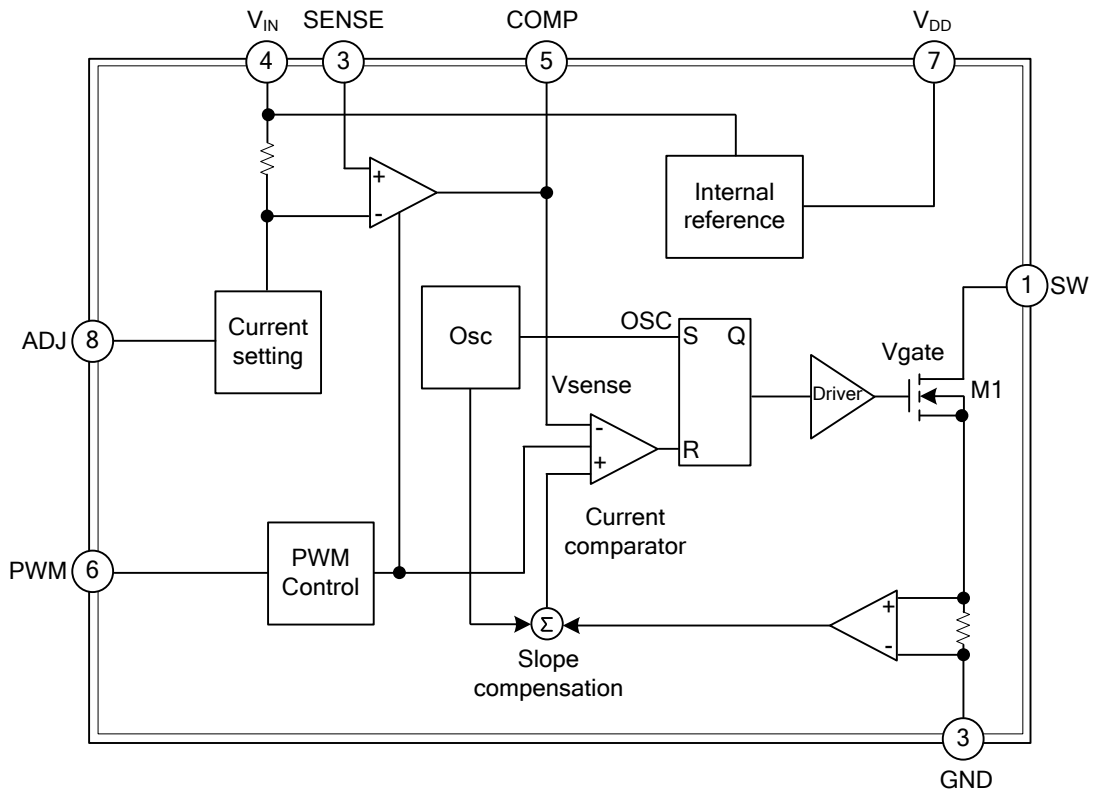 VIN SENSE COMP VDD
4 3 5 7
+
-
Internal
reference
1 SW
ADJ 8
Current
setting
Osc
OSC
S Q
Vgate
M1
Driver
Vsense
-
+
R
Current
comparator
PWM 6
PWM
Control
Σ
Slope
compensation
+
-
3
GND